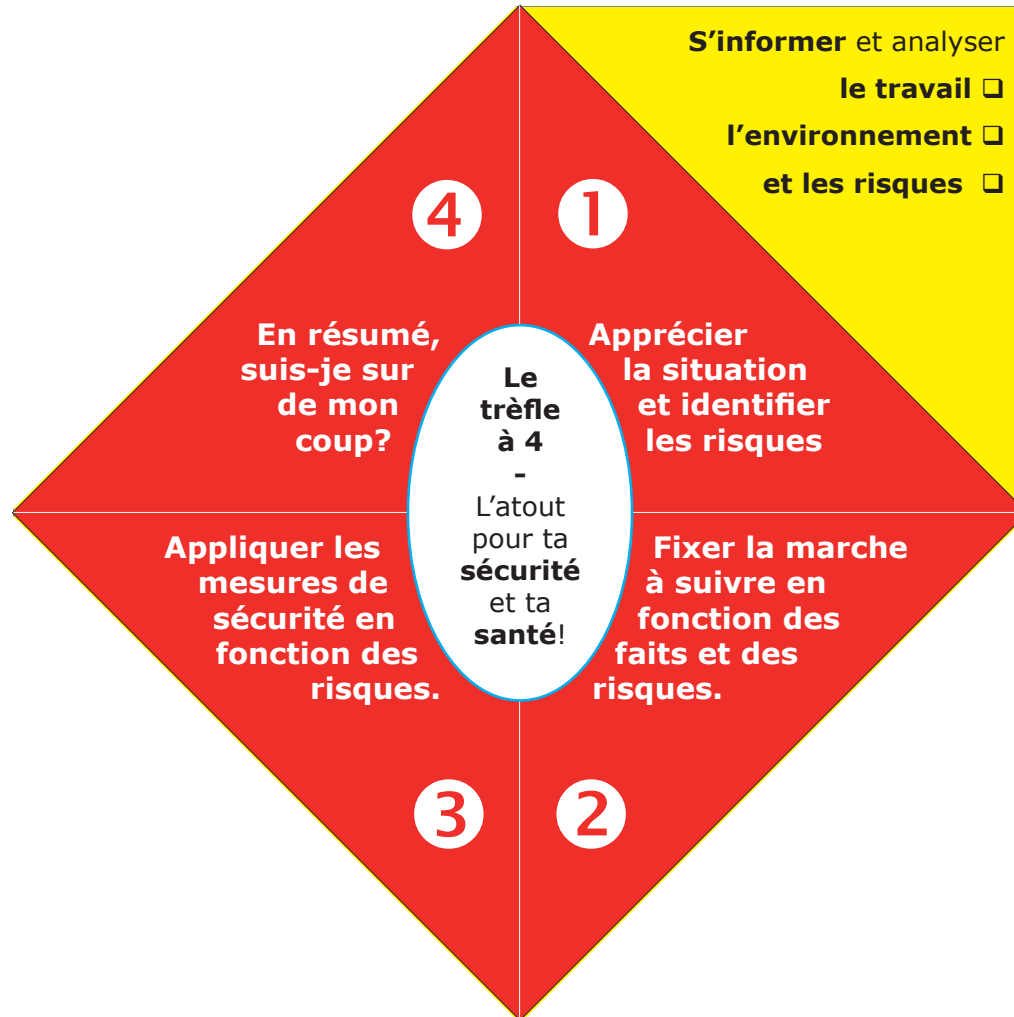 S'informer et analyser
le travail ❑
l'environnement ❑
et les risques ❑
1
Apprécier
la situation
et identifier
les risques
2
Fixer la marche
à suivre en
fonction des
faits et des
risques.
3
Appliquer les
mesures de
sécurité en
fonction des
risques.
4
En résumé,
suis-je sur
de mon
coup?
Le
trèfle
à 4
-
L'atout
pour ta
sécurité
et ta
santé!